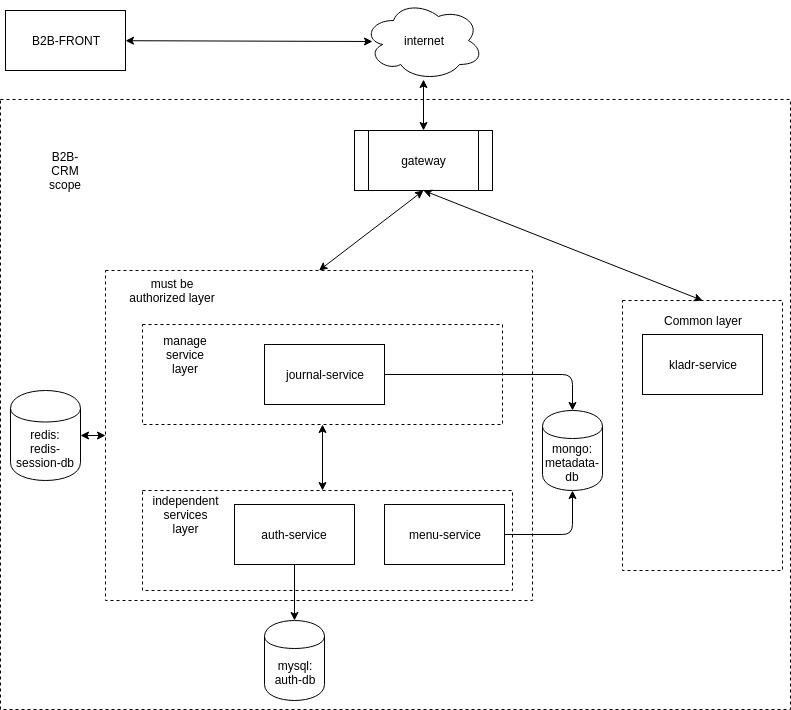 B2B-FRONT
internet
B2B-
CRM
scope
gateway
must be
authorized layer
manage
service
layer
journal-service
Common layer
kladr-service
redis:
redis-
session-db
mongo:
metadata-
db
independent
services
layer
auth-service
menu-service
mysql:
auth-db